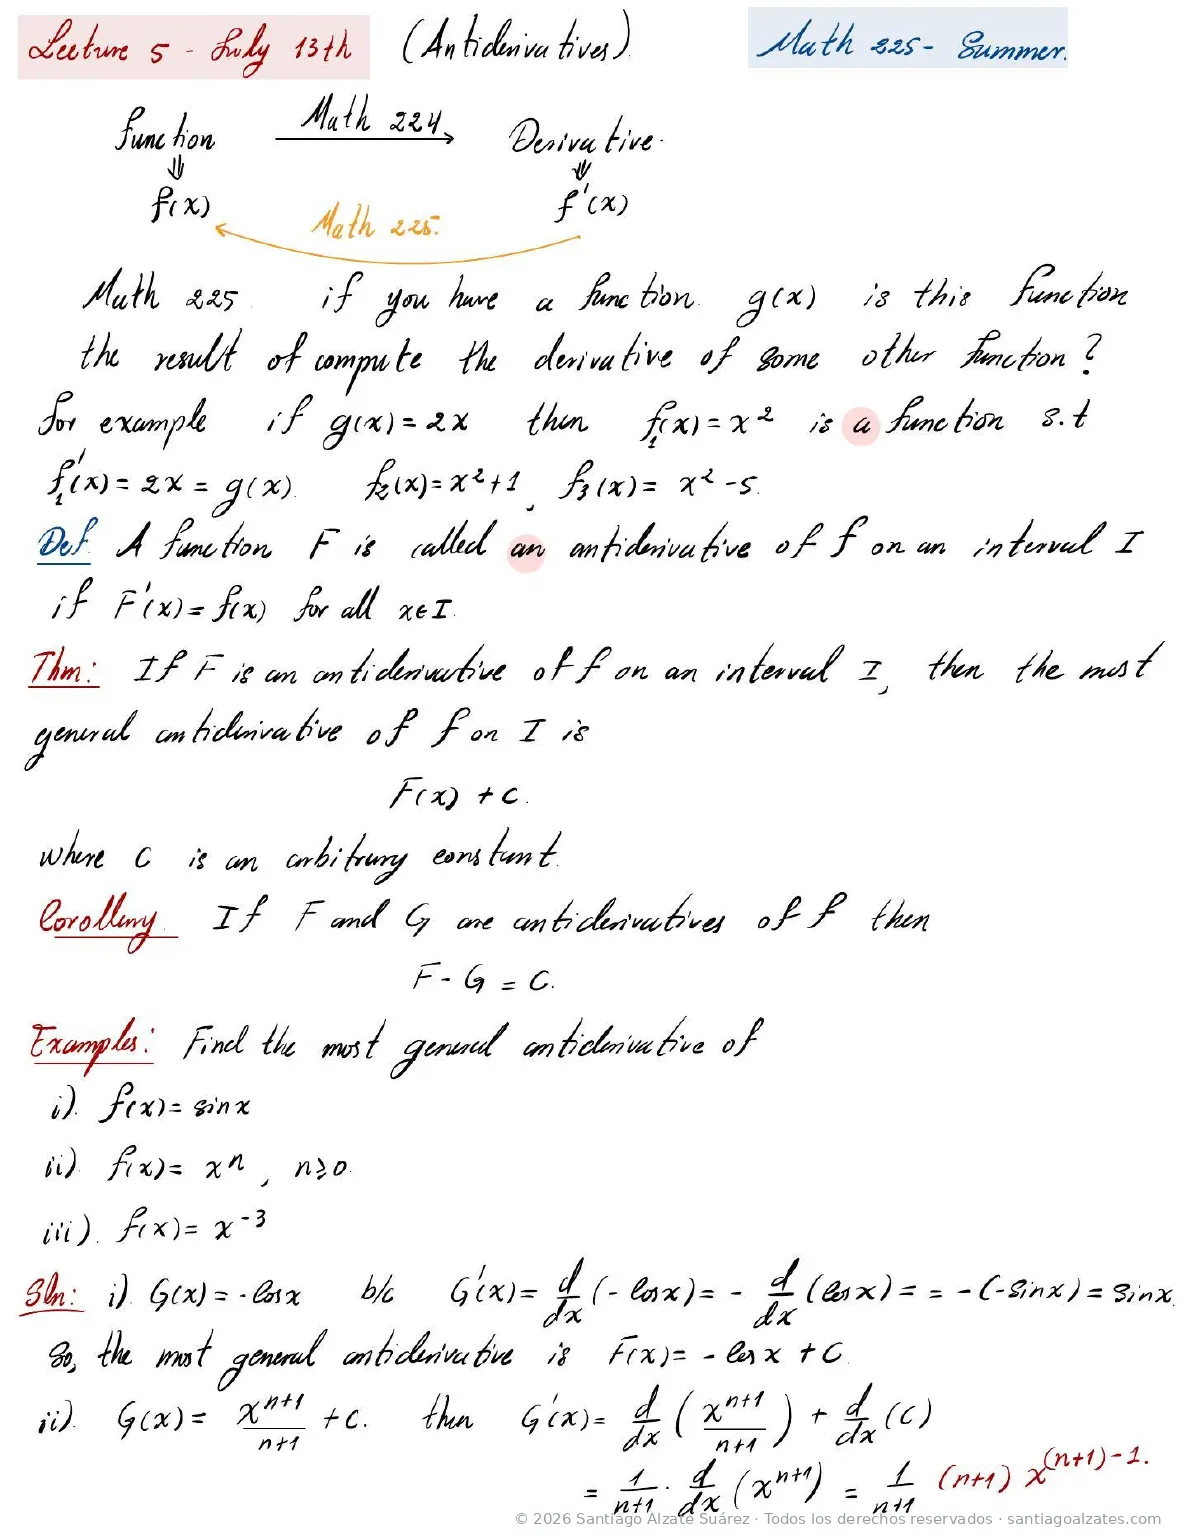 Lecture 5 - July 13th (Antiderivatives). Math 225 - Summer.
function Math 224 Derivative.
⇓ ⇓
f(x) Math 225. f'(x)
Math 225. if you have a function g(x) is this function
the result of compute the derivative of some other function?
for example if g(x) = 2x then f₁(x) = x² is a function s.t
f₁'(x) = 2x = g(x). f₂(x) = x²+1, f₃(x) = x² - 5.
Def. A function F is called an antiderivative of f on an interval I
if F'(x) = f(x) for all x∈I.
Thm: If F is an antiderivative of f on an interval I, then the most
general antiderivative of f on I is
F(x) + C.
where C is an arbitrary constant.
Corollary. If F and G are antiderivatives of f then
F - G = C.
Examples: Find the most general antiderivative of
i). f(x) = sinx
ii). f(x) = xⁿ, n≥0.
iii). f(x) = x⁻³
Sln: i). G(x) = -cosx b/c G'(x) = d/dx (-cosx) = - d/dx (cosx) = = -(-sinx) = sinx.
So, the most general antiderivative is F(x) = -cosx + C.
ii). G(x) = xⁿ⁺¹/n+1 + C. then G'(x) = d/dx (xⁿ⁺¹/n+1) + d/dx (C)
= 1/n+1 · d/dx (xⁿ⁺¹) = 1/n+1 (n+1) x^(n+1)-1.
© 2026 Santiago Alzate Suárez · Todos los derechos reservados · santiagoalzates.com